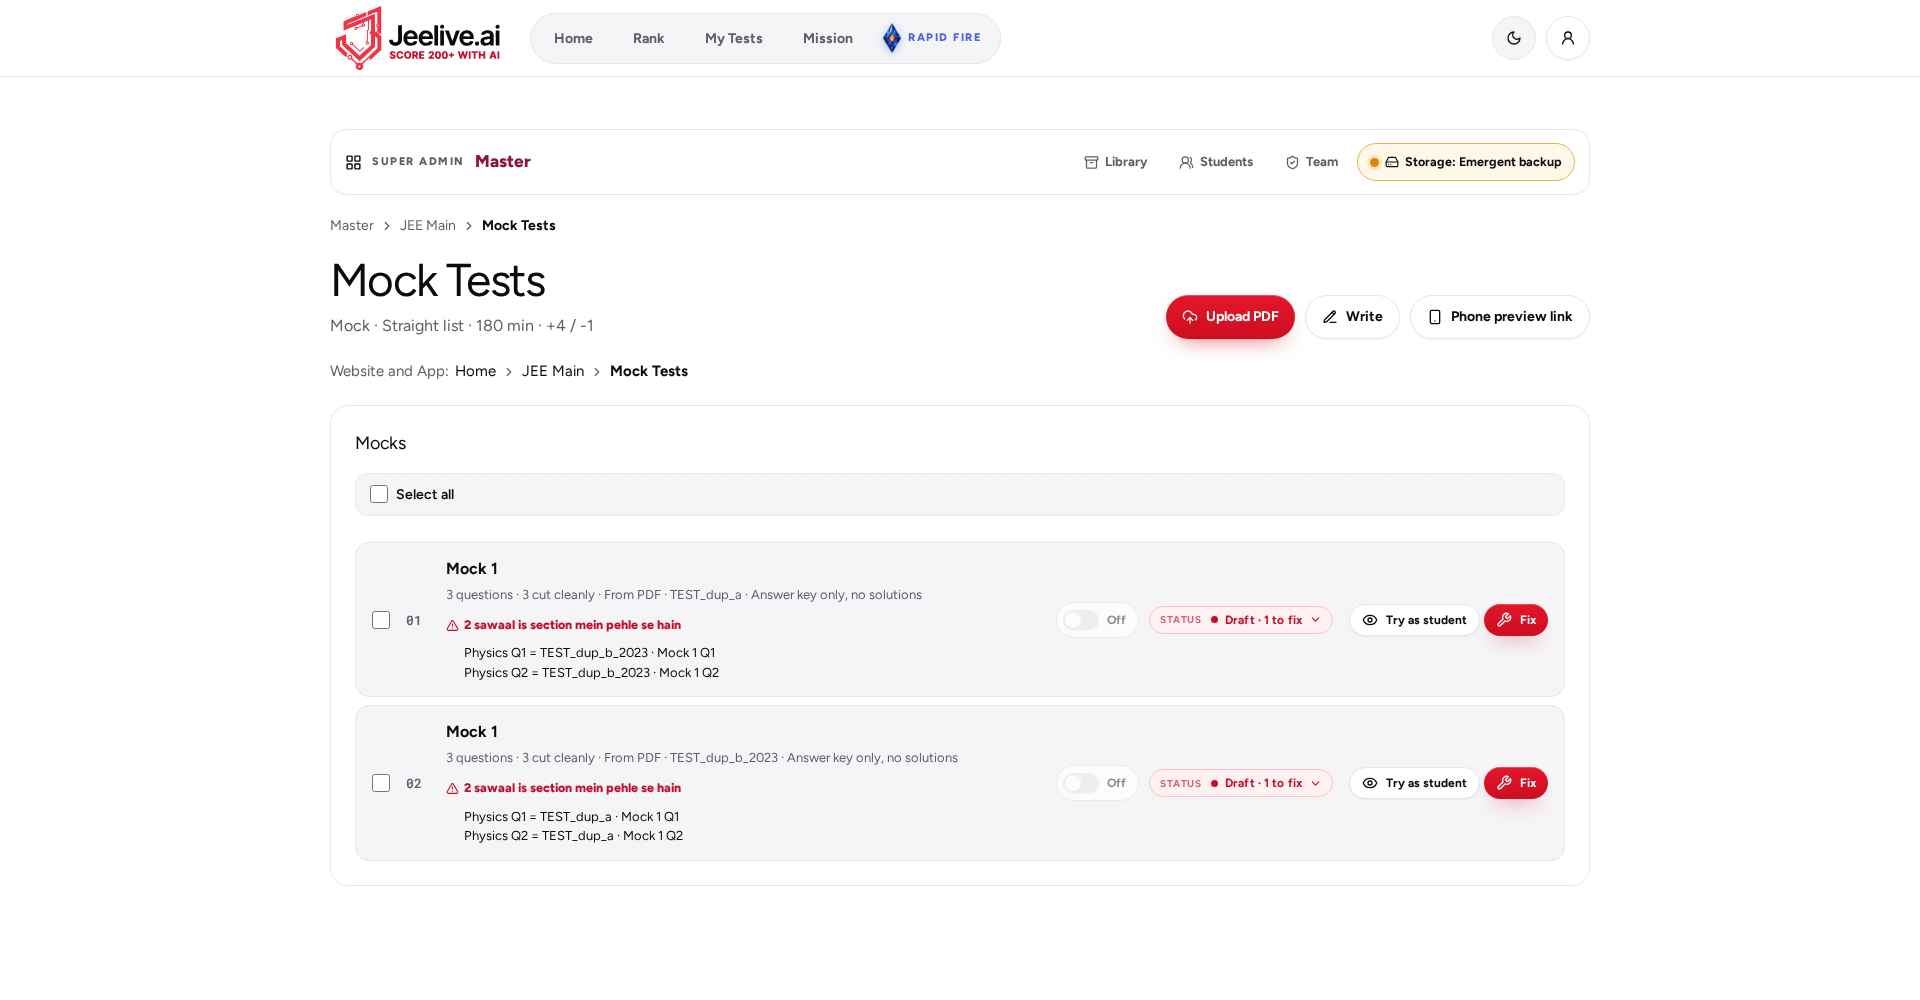 Jeelive.ai
SCORE 200+ WITH AI
Home
Rank
My Tests
Mission
RAPID FIRE
SUPER ADMIN Master
Library
Students
Team
Storage: Emergent backup
Master > JEE Main > Mock Tests
Mock Tests
Mock · Straight list · 180 min · +4 / -1
Upload PDF
Write
Phone preview link
Website and App: Home > JEE Main > Mock Tests
Mocks
Select all
01
Mock 1
3 questions · 3 cut cleanly · From PDF · TEST_dup_a · Answer key only, no solutions
2 sawaal is section mein pehle se hain
Physics Q1 = TEST_dup_b_2023 · Mock 1 Q1
Physics Q2 = TEST_dup_b_2023 · Mock 1 Q2
Off
STATUS Draft · 1 to fix
Try as student
Fix
02
Mock 1
3 questions · 3 cut cleanly · From PDF · TEST_dup_b_2023 · Answer key only, no solutions
2 sawaal is section mein pehle se hain
Physics Q1 = TEST_dup_a · Mock 1 Q1
Physics Q2 = TEST_dup_a · Mock 1 Q2
Off
STATUS Draft · 1 to fix
Try as student
Fix